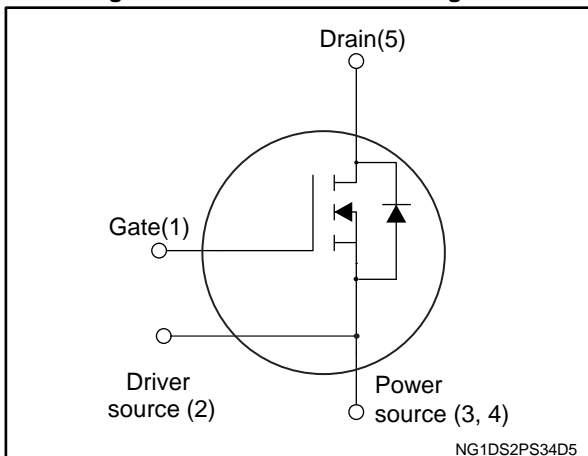 Drain(5)
Gate(1)
Driver
source (2)
Power
source (3, 4)
NG1DS2PS34D5